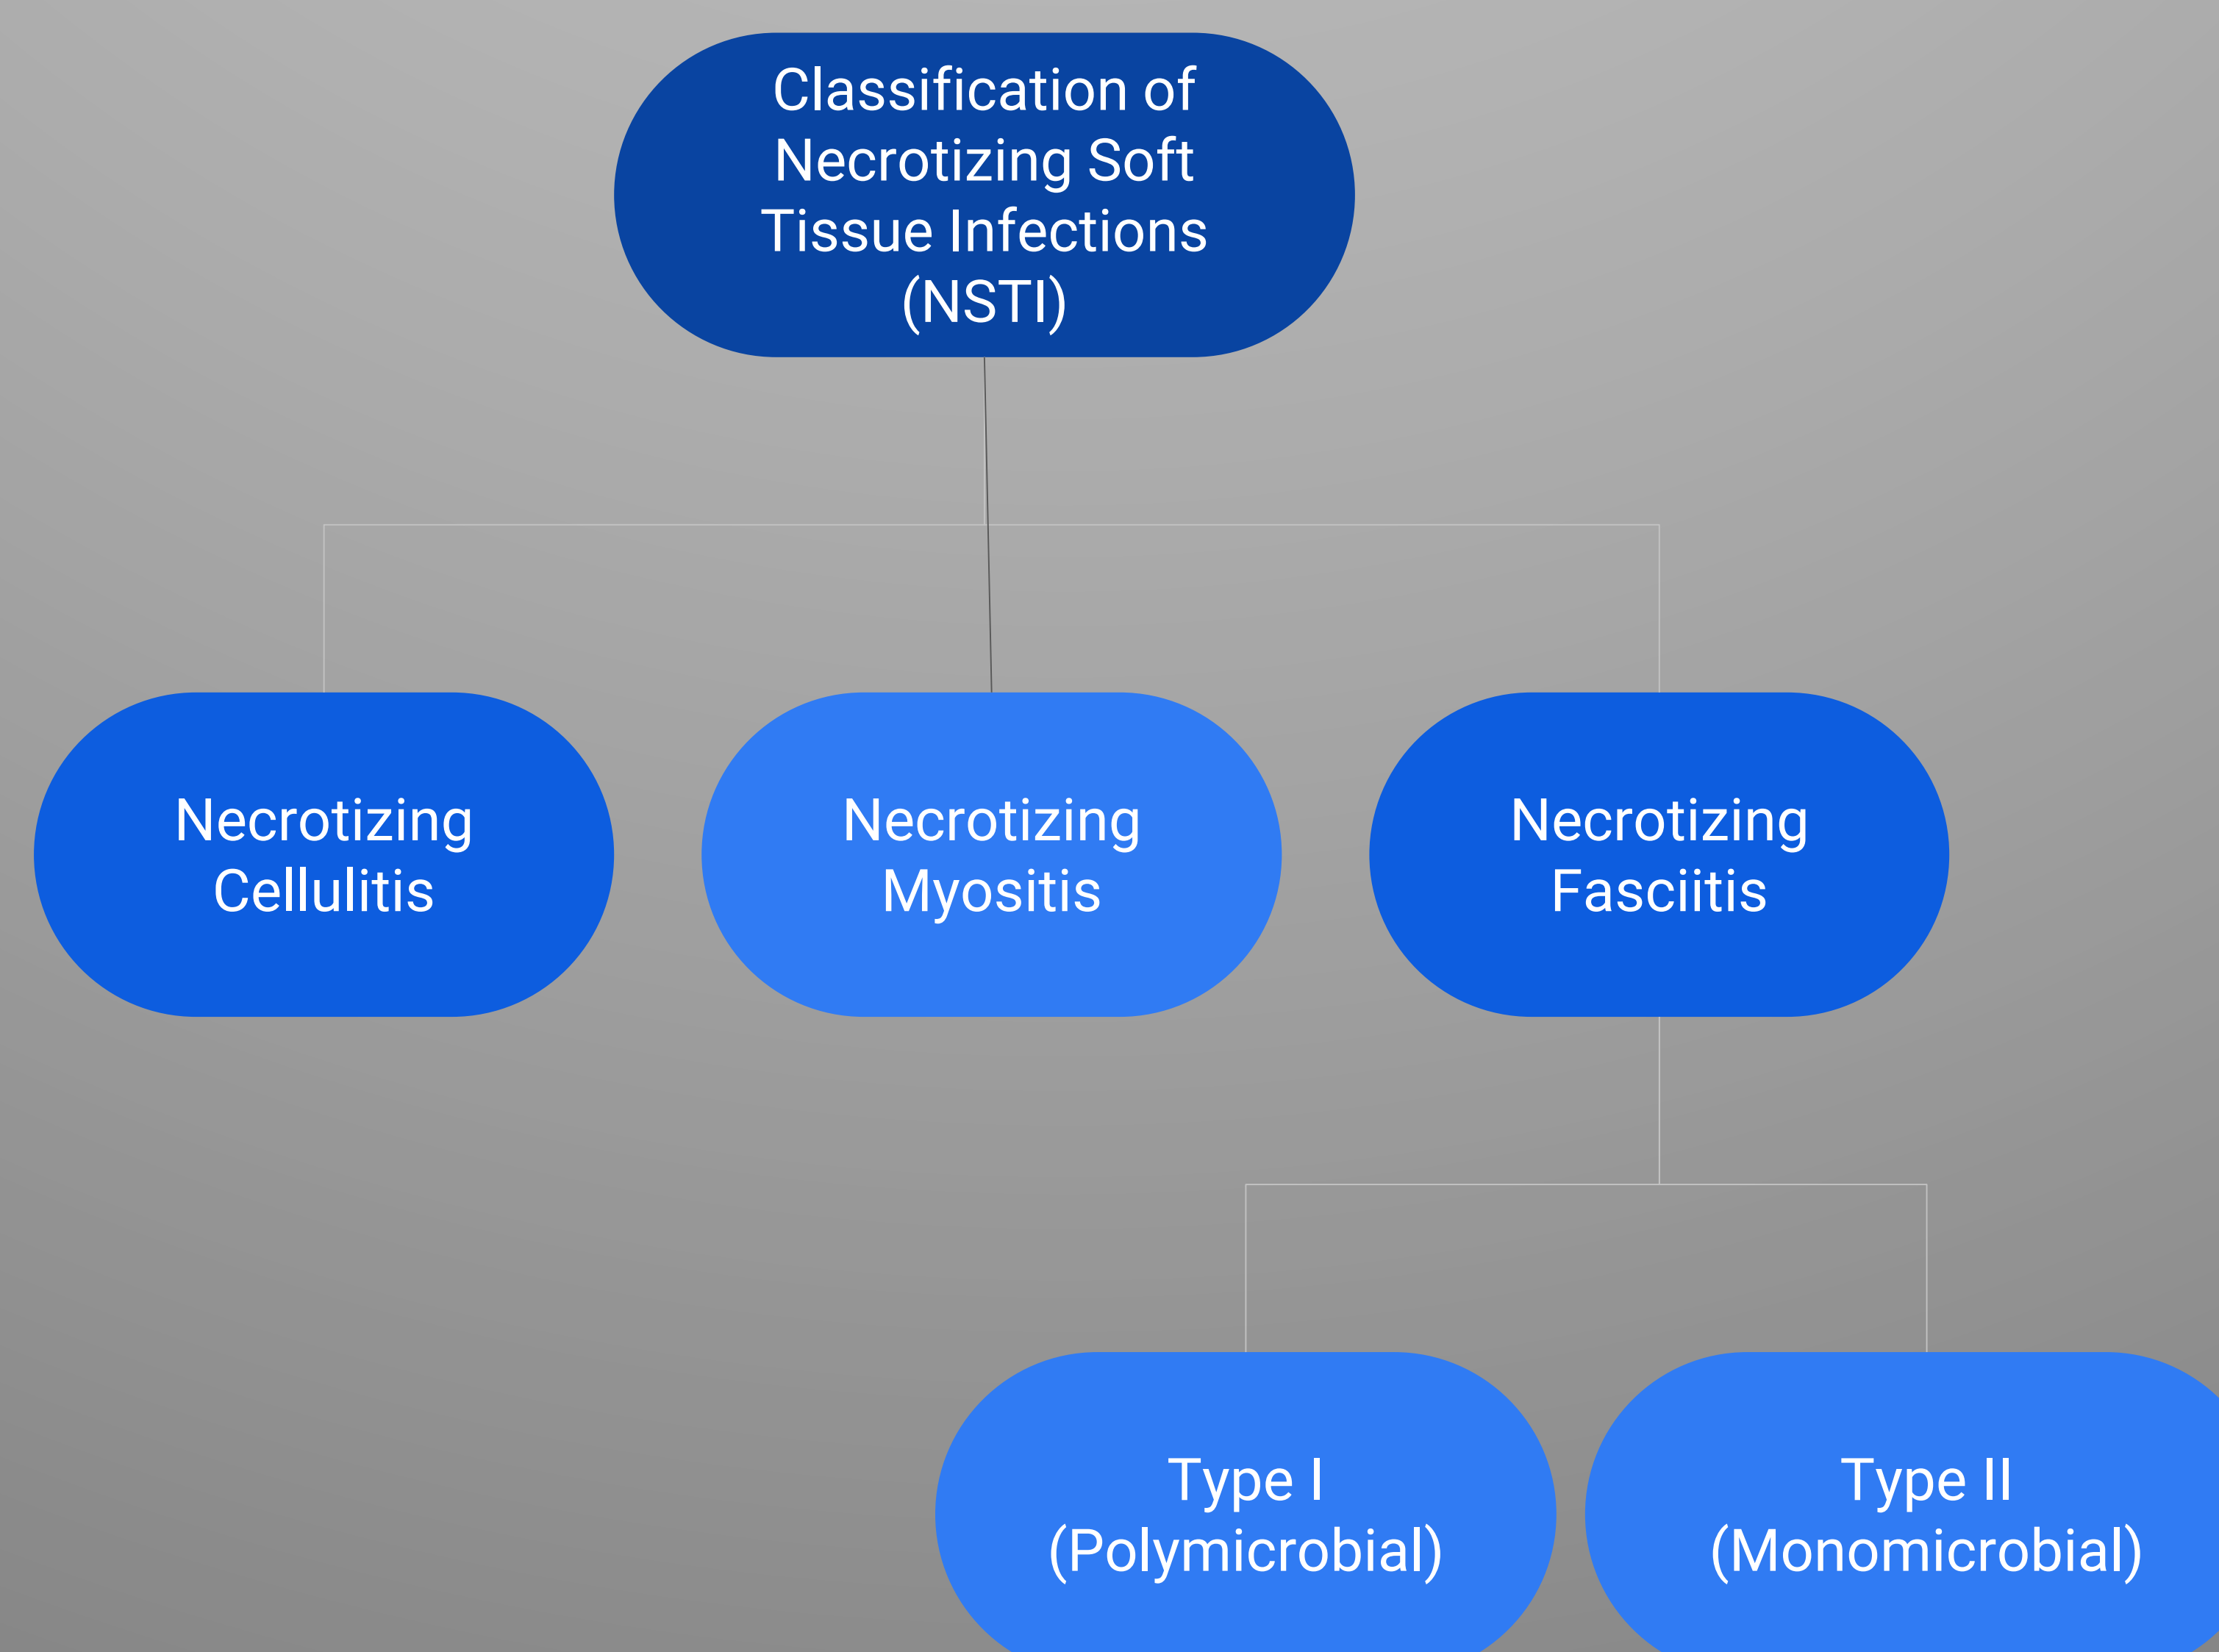 Classification of
Necrotizing Soft
Tissue Infections
(NSTI)
Necrotizing
Cellulitis
Necrotizing
Myositis
Necrotizing
Fasciitis
Type I
(Polymicrobial)
Type II
(Monomicrobial)